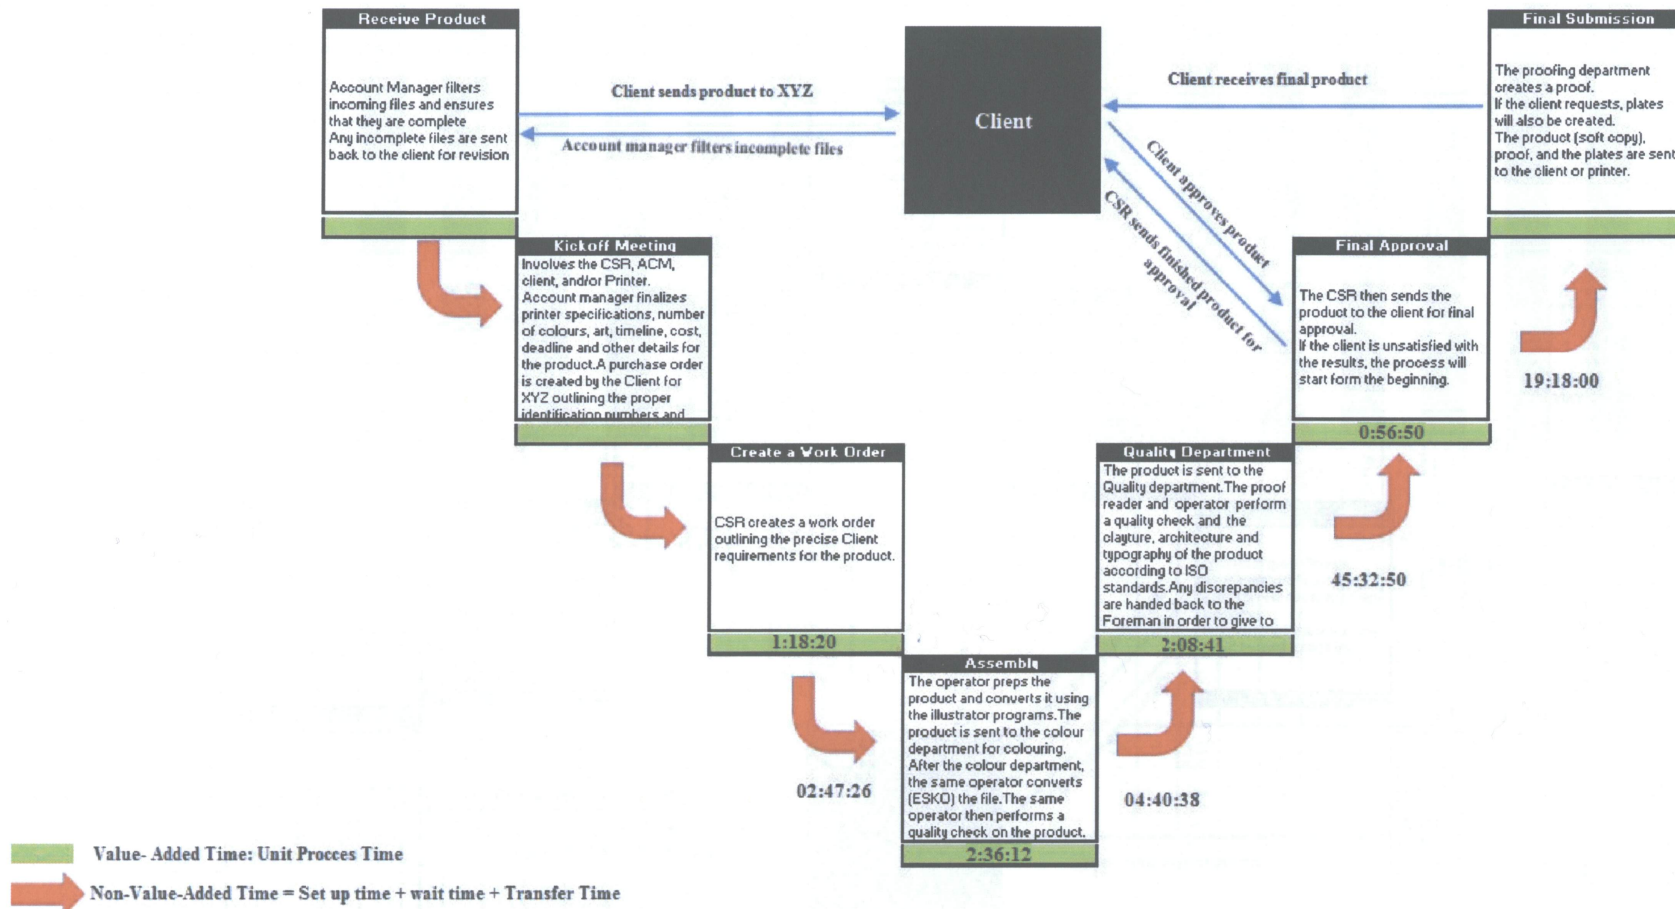 Receive Product
Account Manager filters
incoming files and ensures
that they are complete
Any incomplete files are sent
back to the client for revision
Client sends product to XYZ
Account manager filters incomplete files
Client
Client receives final product
Client approves product
CSR sends finished product for
approval
Final Submission
The proofing department
creates a proof.
If the client requests, plates
will also be created.
The product (soft copy),
proof, and the plates are sent
to the client or printer.
Kickoff Meeting
Involves the CSR, ACM,
client, and/or Printer.
Account manager finalizes
printer specifications, number
of colours, art, timeline, cost,
deadline and other details for
the product.A purchase order
is created by the Client for
XYZ outlining the proper
identification numbers and
Final Approval
The CSR then sends the
product to the client for final
approval.
If the client is unsatisfied with
the results, the process will
start form the beginning.
0:56:50
19:18:00
Create a Work Order
CSR creates a work order
outlining the precise Client
requirements for the product.
1:18:20
Quality Department
The product is sent to the
Quality department.The proof
reader and operator perform
a quality check and the
clayture, architecture and
typography of the product
according to ISO
standards.Any discrepancies
are handed back to the
Foreman in order to give to
2:08:41
45:32:50
Assembly
The operator preps the
product and converts it using
the illustrator programs.The
product is sent to the colour
department for colouring.
After the colour department,
the same operator converts
(ESKO) the file.The same
operator then performs a
quality check on the product.
2:36:12
02:47:26
04:40:38
Value- Added Time: Unit Procces Time
Non-Value-Added Time = Set up time + wait time + Transfer Time